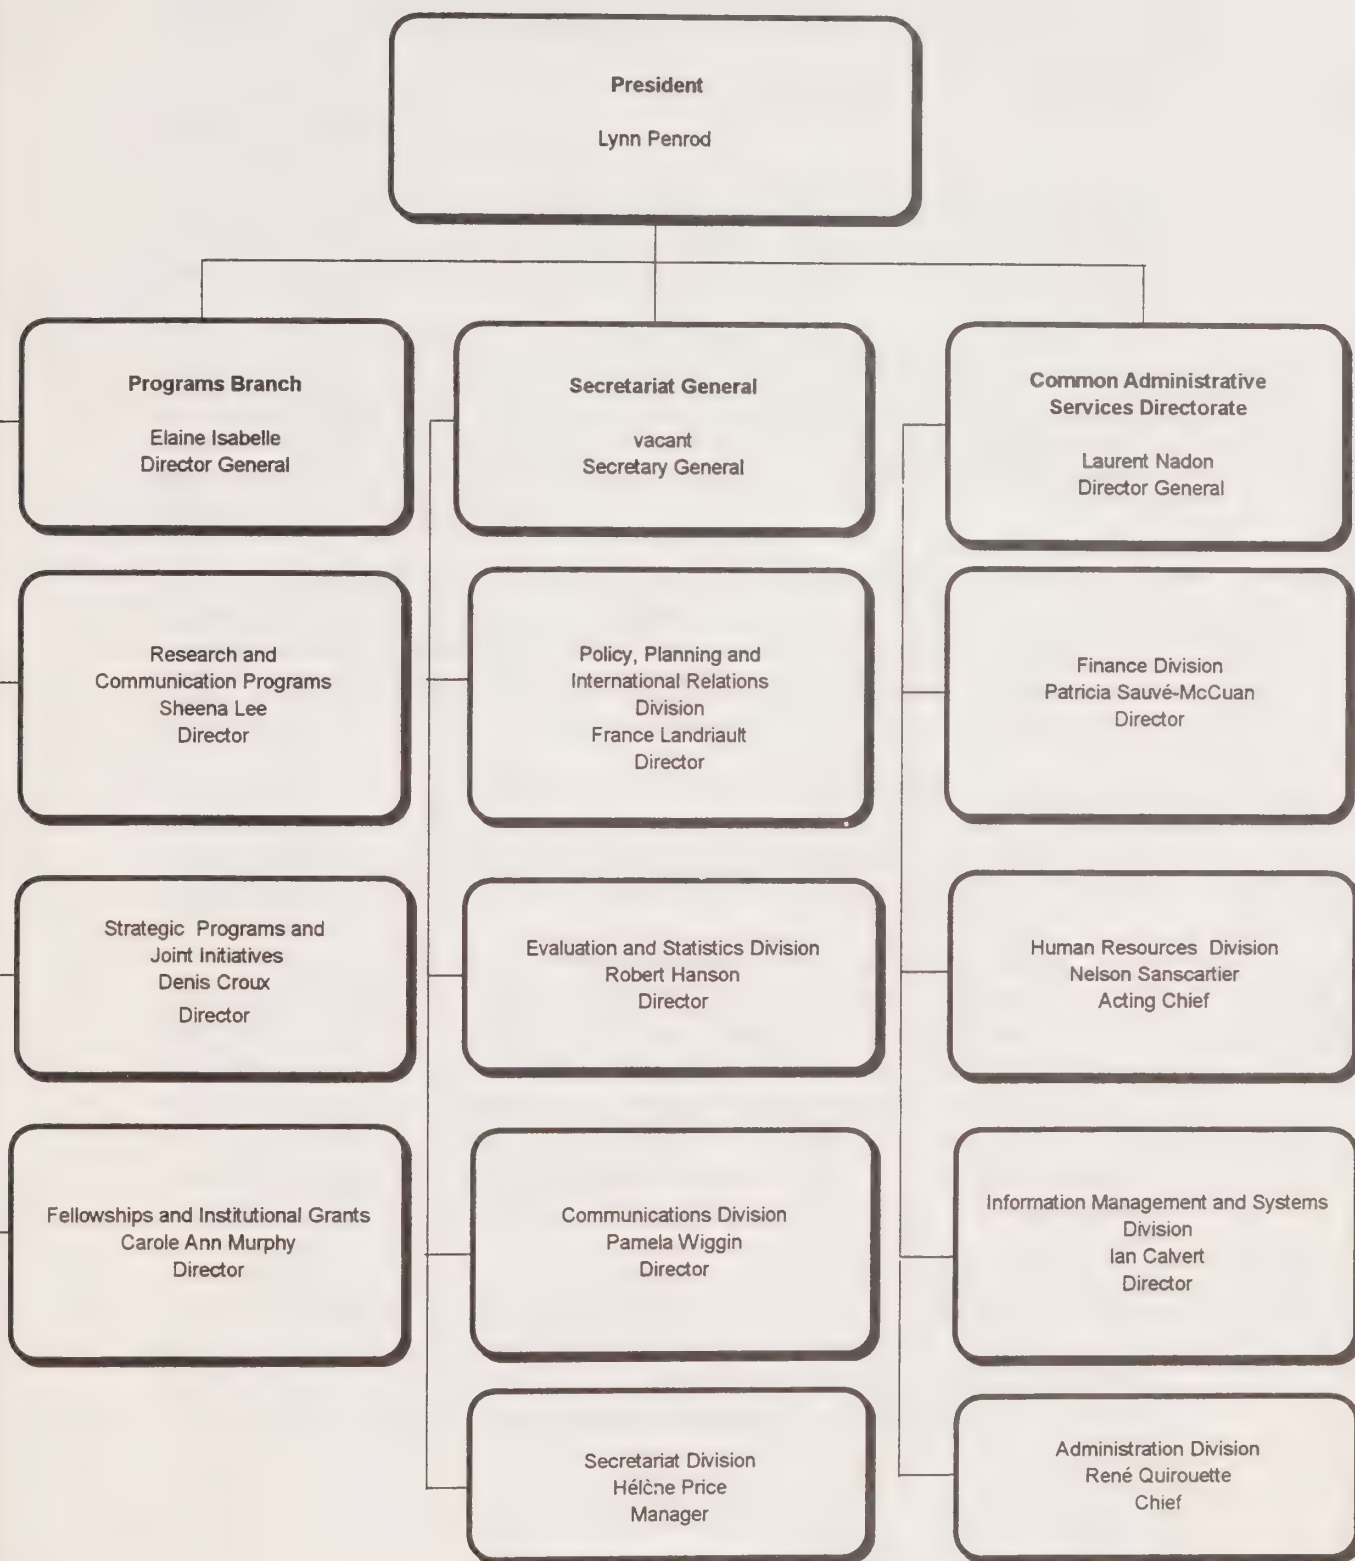 President
Lynn Penrod
Programs Branch
Elaine Isabelle
Director General
Secretariat General
vacant
Secretary General
Common Administrative
Services Directorate
Laurent Nadon
Director General
Research and
Communication Programs
Sheena Lee
Director
Policy, Planning and
International Relations
Division
France Landriault
Director
Finance Division
Patricia Sauvé-McCuan
Director
Strategic Programs and
Joint Initiatives
Denis Croux
Director
Evaluation and Statistics Division
Robert Hanson
Director
Human Resources Division
Nelson Sanscartier
Acting Chief
Fellowships and Institutional Grants
Carole Ann Murphy
Director
Communications Division
Pamela Wiggin
Director
Information Management and Systems
Division
Ian Calvert
Director
Secretariat Division
Hélène Price
Manager
Administration Division
René Quirouette
Chief